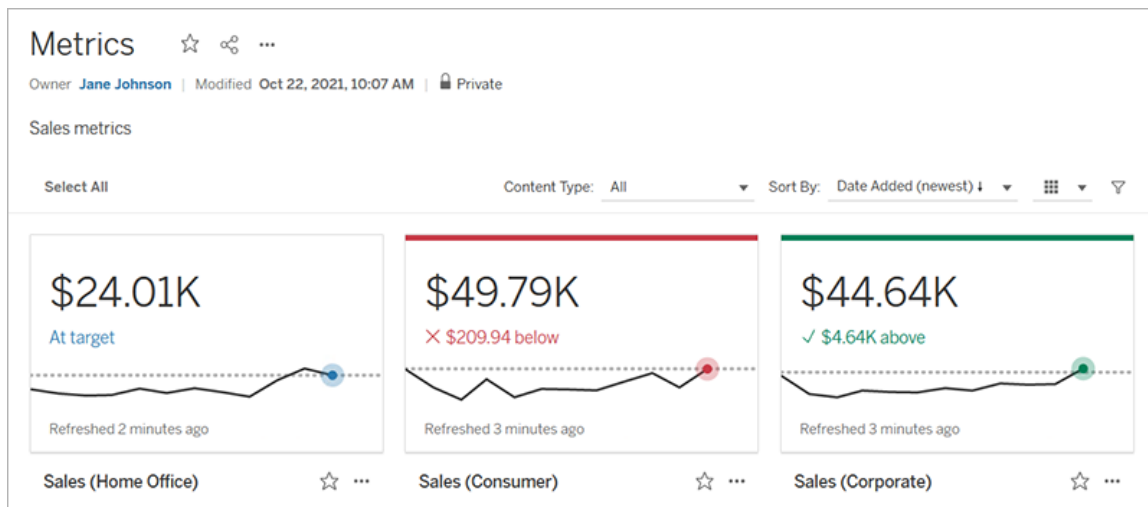 Metrics
Owner Jane Johnson | Modified Oct 22, 2021, 10:07 AM | Private
Sales metrics
Select All Content Type: All Sort By: Date Added (newest) ↓
$24.01K $49.79K $44.64K
At target × $209.94 below ✓ $4.64K above
Refreshed 2 minutes ago Refreshed 3 minutes ago Refreshed 3 minutes ago
Sales (Home Office) Sales (Consumer) Sales (Corporate)